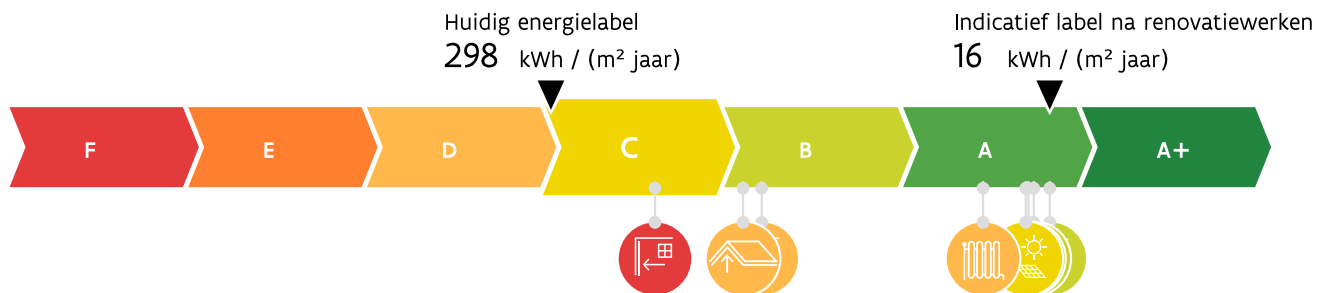 Huidig energielabel
298 kWh / (m² jaar)
Indicatief label na renovatiewerken
16 kWh / (m² jaar)
F E D C B A A+